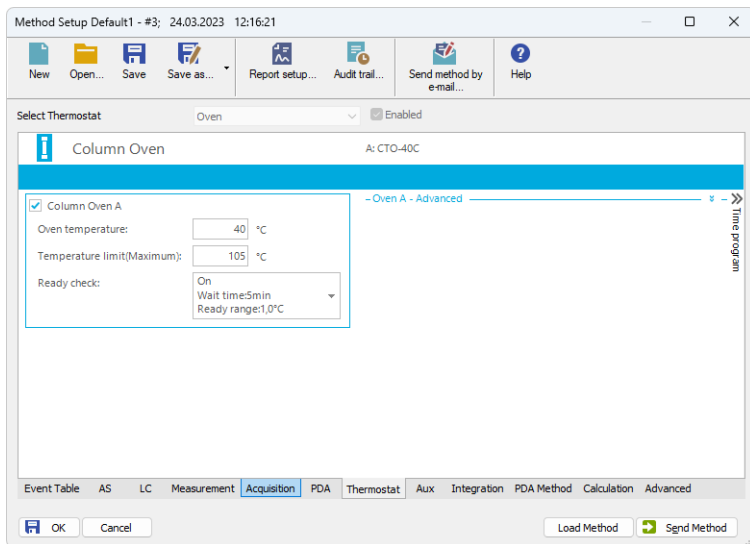 Method Setup Default1 - #3; 24.03.2023 12:16:21
New Open... Save Save as... Report setup... Audit trail... Send method by e-mail... Help
Select Thermostat Oven Enabled
Column Oven A: CTO-40C
Column Oven A
Oven A - Advanced
Oven temperature: 40 °C
Temperature limit(Maximum): 105 °C
Ready check: On
Wait time:5min
Ready range:1,0°C
Time program
Event Table AS LC Measurement Acquisition PDA Thermostat Aux Integration PDA Method Calculation Advanced
OK Cancel Load Method Send Method